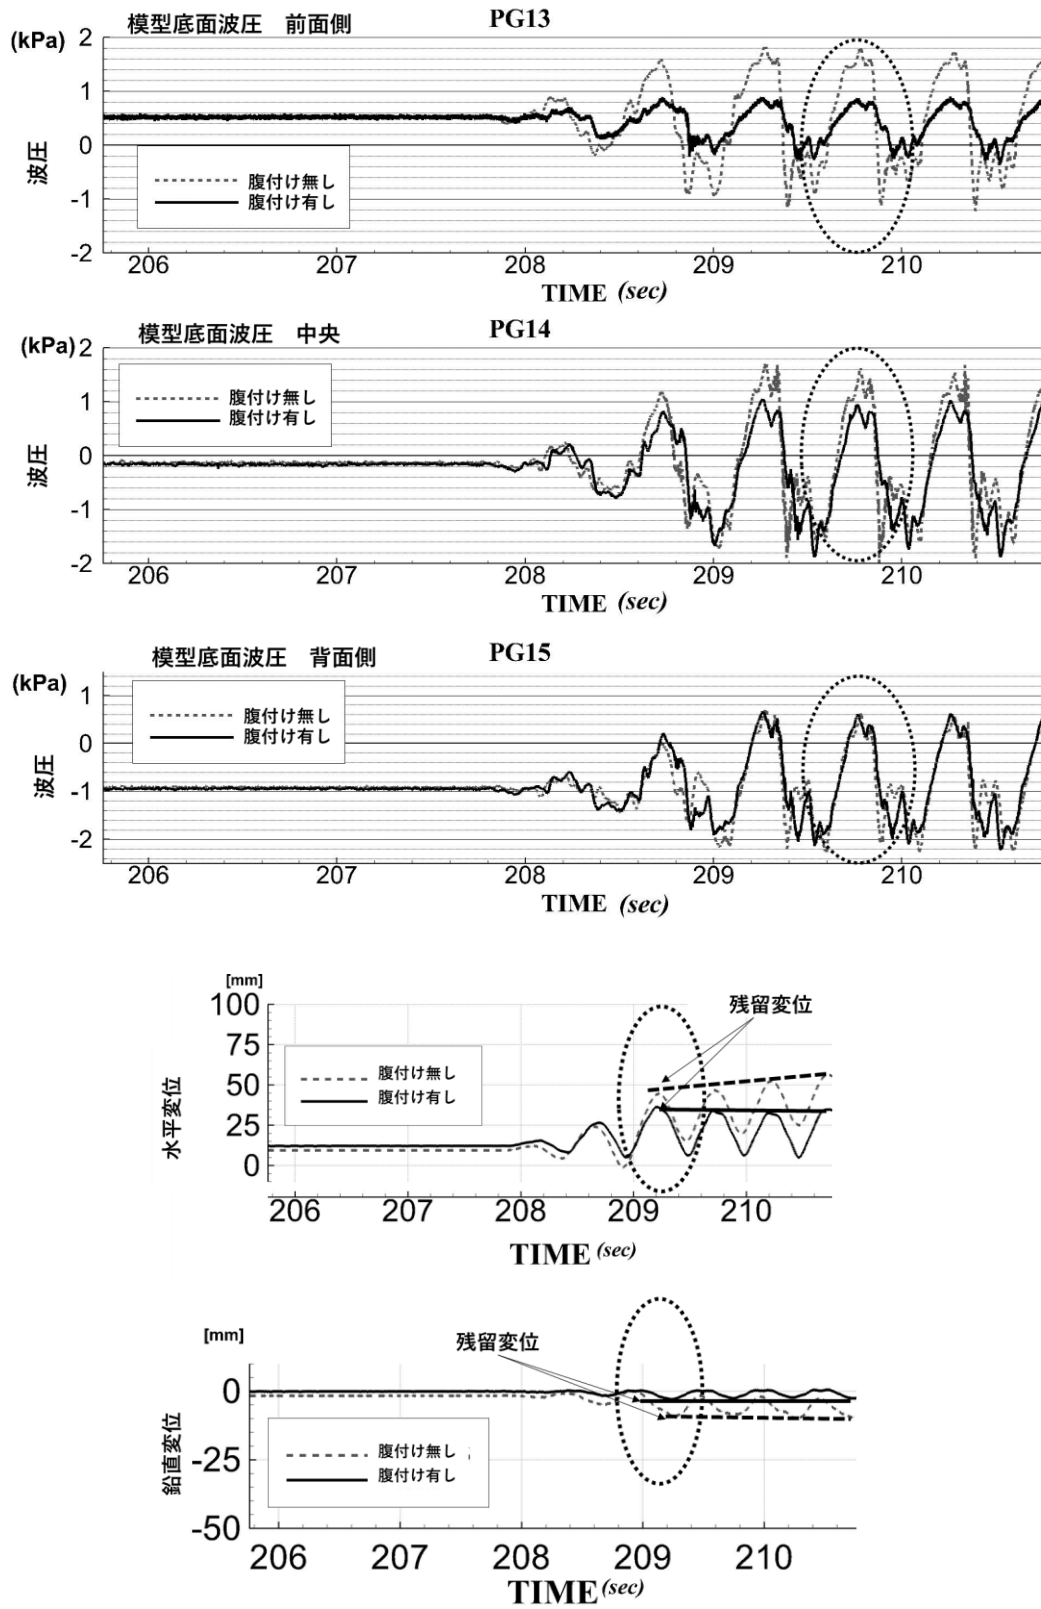 模型底面波圧　前面側
PG13
(kPa)
2
1
0
-1
-2
波圧
腹付け無し
腹付け有し
206
207
208
209
210
TIME (sec)
模型底面波圧　中央
PG14
(kPa)
2
1
0
-1
-2
波圧
腹付け無し
腹付け有し
206
207
208
209
210
TIME (sec)
模型底面波圧　背面側
PG15
(kPa)
1
0
-1
-2
波圧
腹付け無し
腹付け有し
206
207
208
209
210
TIME (sec)
[mm]
100
75
50
25
0
水平変位
残留変位
腹付け無し
腹付け有し
206
207
208
209
210
TIME (sec)
[mm]
残留変位
0
-25
-50
鉛直変位
腹付け無し
腹付け有し
206
207
208
209
210
TIME (sec)